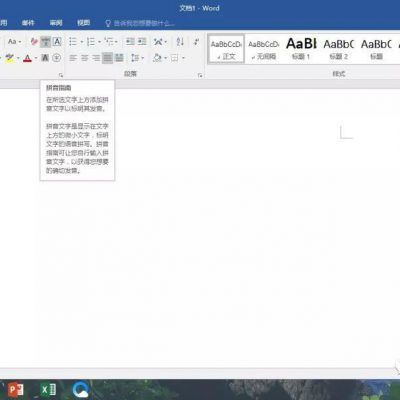 文档1 - Word
用 邮件 审阅 视图 告诉我您想要做什么...
Aa
A
AaBbCcDc AaBbCcDc AaBl AaBbC AaBbC
正文 无间隔 标题 1 标题 2 标题
段落 样式
拼音指南
在所选文字上方添加拼
音文字以标明其发音。
拼音文字是显示在文字
上方的微小文字,标明
文字的语音拼写。拼音
指南可让您自行输入拼
音文字,以获得您想要
的确切发音。